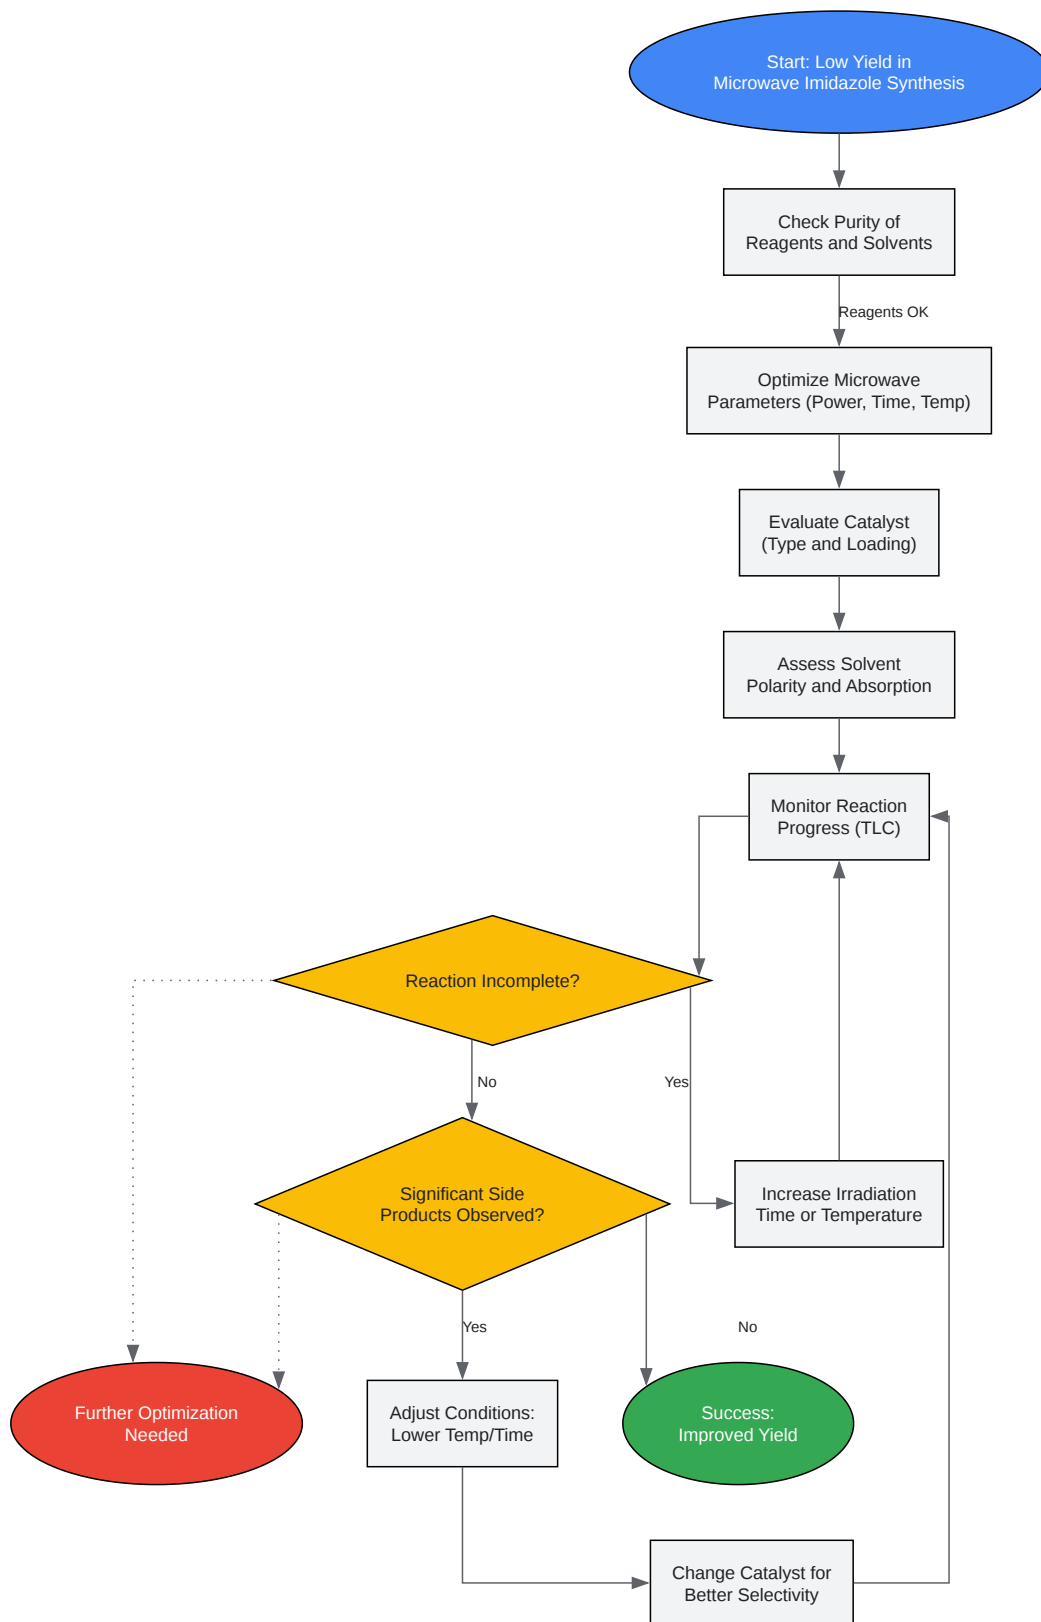 Start: Low Yield in
Microwave Imidazole Synthesis
Check Purity of
Reagents and Solvents
Reagents OK
Optimize Microwave
Parameters (Power, Time, Temp)
Evaluate Catalyst
(Type and Loading)
Assess Solvent
Polarity and Absorption
Monitor Reaction
Progress (TLC)
Reaction Incomplete?
No
Yes
Significant Side
Products Observed?
Increase Irradiation
Time or Temperature
Yes
No
Further Optimization
Needed
Adjust Conditions:
Lower Temp/Time
Success:
Improved Yield
Change Catalyst for
Better Selectivity